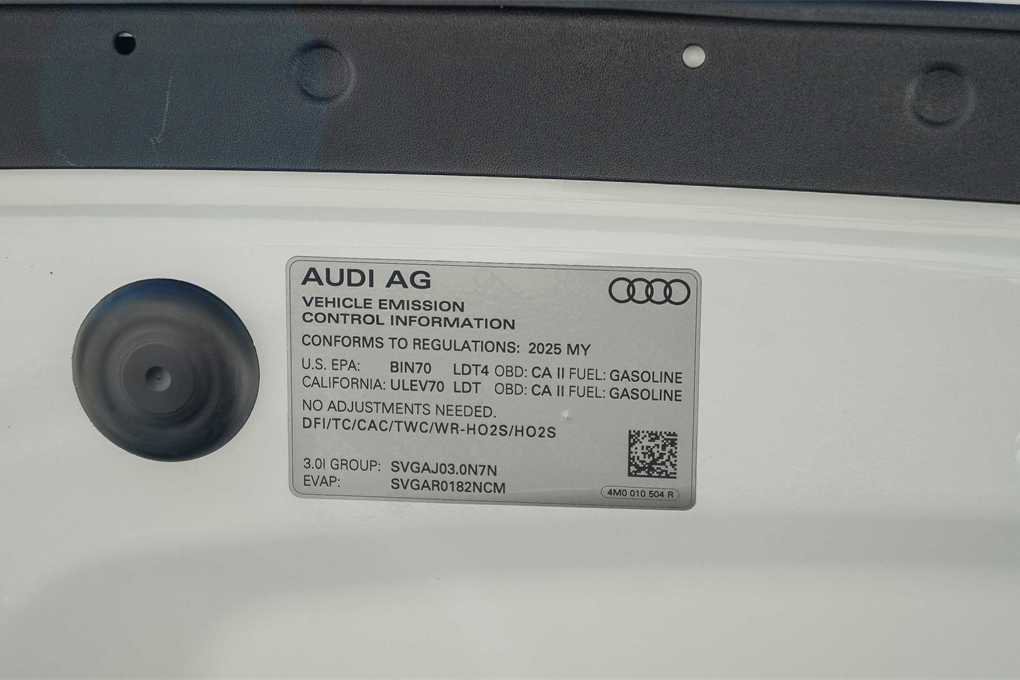 AUDI AG
VEHICLE EMISSION
CONTROL INFORMATION
CONFORMS TO REGULATIONS: 2025 MY
U.S. EPA: BIN70 LDT4 OBD: CA II FUEL: GASOLINE
CALIFORNIA: ULEV70 LDT OBD: CA II FUEL: GASOLINE
NO ADJUSTMENTS NEEDED.
DFI/TC/CAC/TWC/WR-HO2S/HO2S
3.0l GROUP: SVGAJ03.0N7N
EVAP: SVGAR0182NCM
4M0 010 504 R